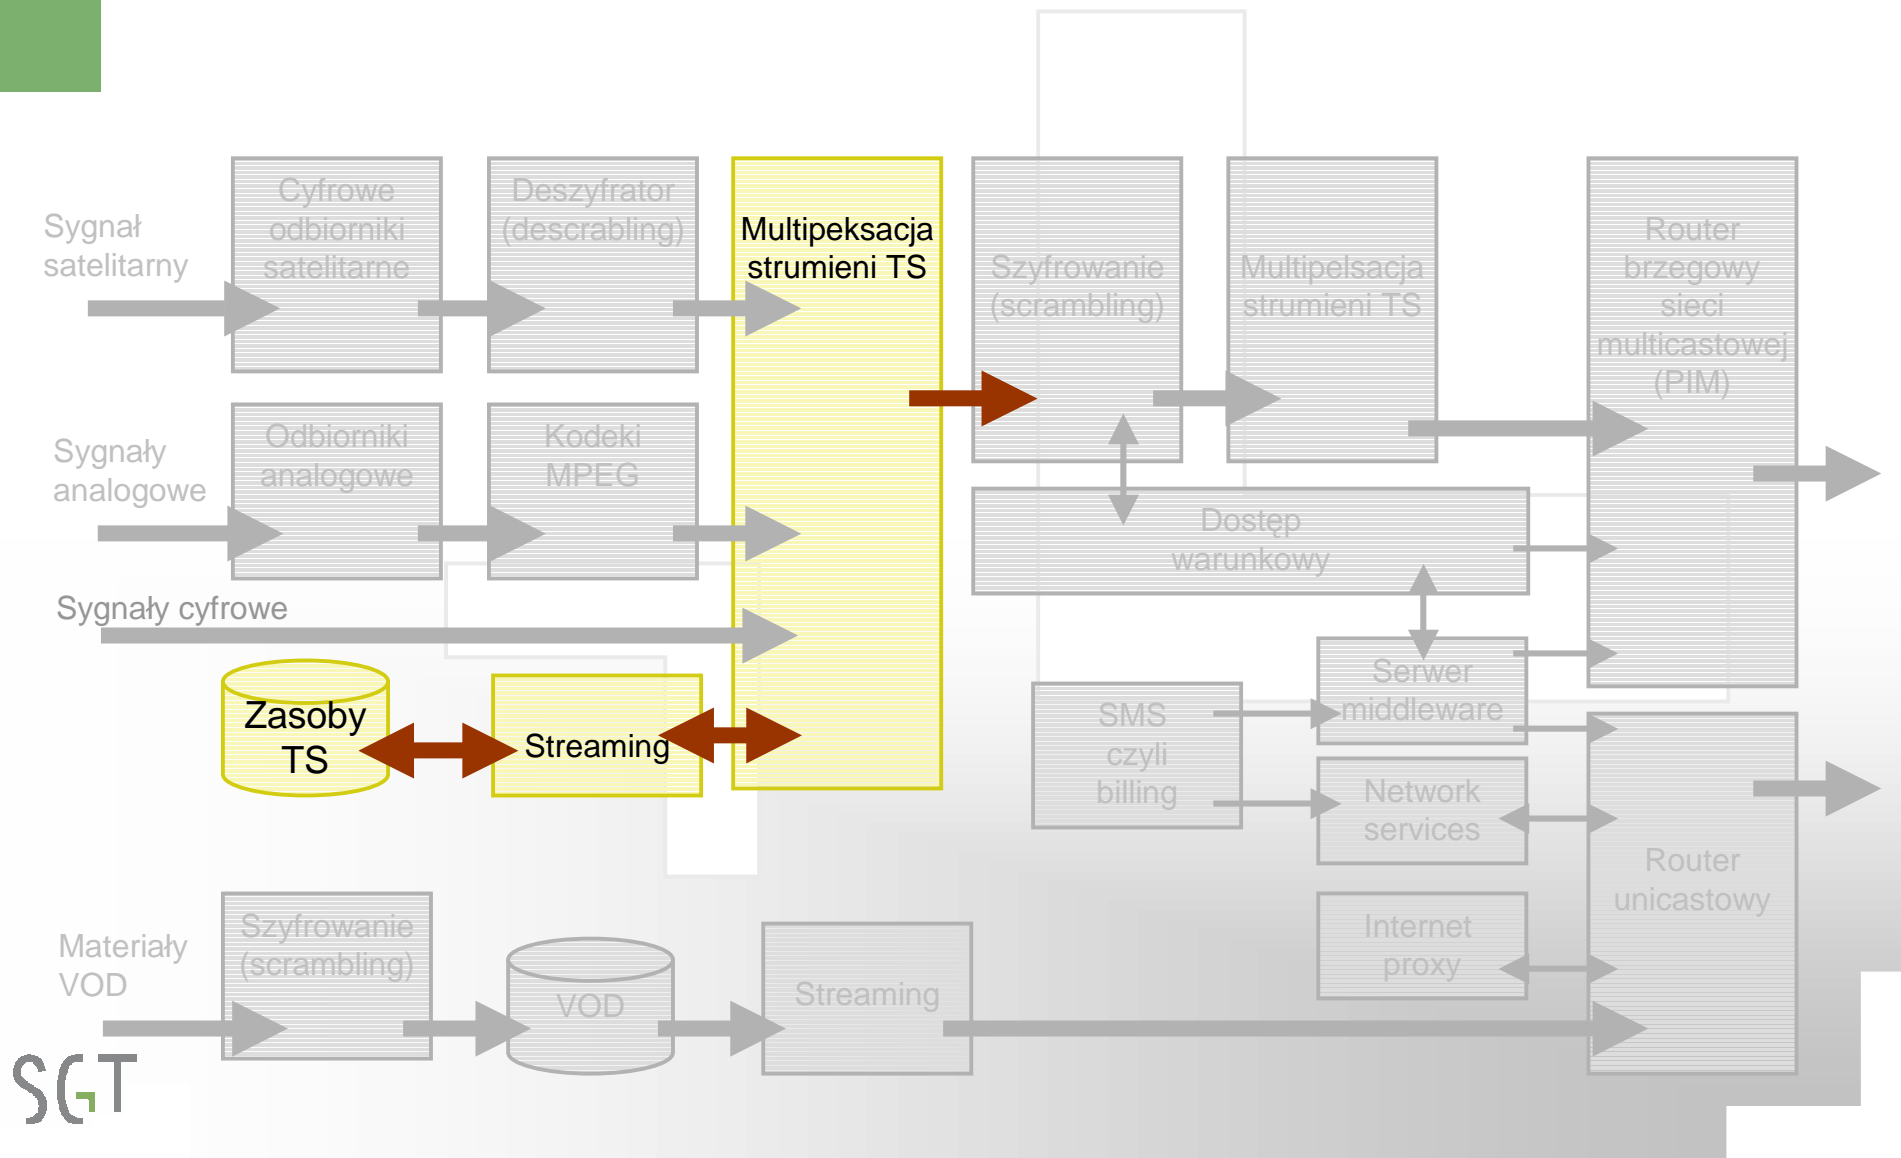 Sygnał
satelitarny
Cyfrowe
odbiorniki
satelitarne
Deszyfrator
(descrabling)
Multipeksacja
strumieni TS
Szyfrowanie
(scrambling)
Multipelsacja
strumieni TS
Router
brzegowy
sieci
multicastowej
(PIM)
Sygnały
analogowe
Odbiorniki
analogowe
Kodeki
MPEG
Dostęp
warunkowy
Sygnały cyfrowe
Zasoby
TS
Streaming
SMS
czyli
billing
Serwer
middleware
Network
services
Internet
proxy
Router
unicastowy
Materiały
VOD
Szyfrowanie
(scrambling)
VOD
Streaming
SGT